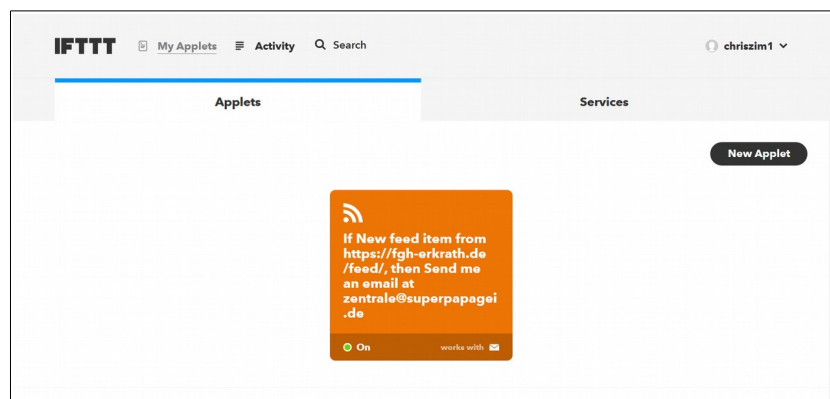 IFTTT My Applets Activity Search chriszim1
Applets Services
New Applet
If New feed item from
https://fgh-erkrath.de
/feed/, then Send me
an email at
zentrale@superpapagei
.de
On works with